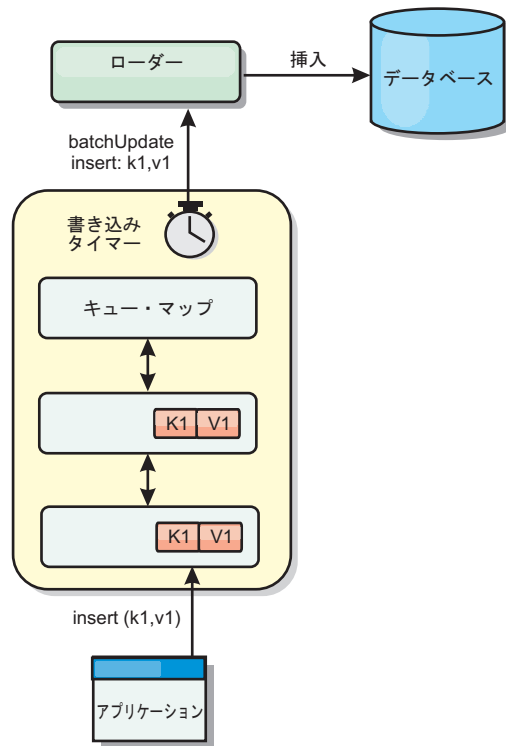 ローダー
挿入
データベース
batchUpdate
insert: k1,v1
書き込み
タイマー
キュー・マップ
K1 V1
K1 V1
insert (k1,v1)
アプリケーション